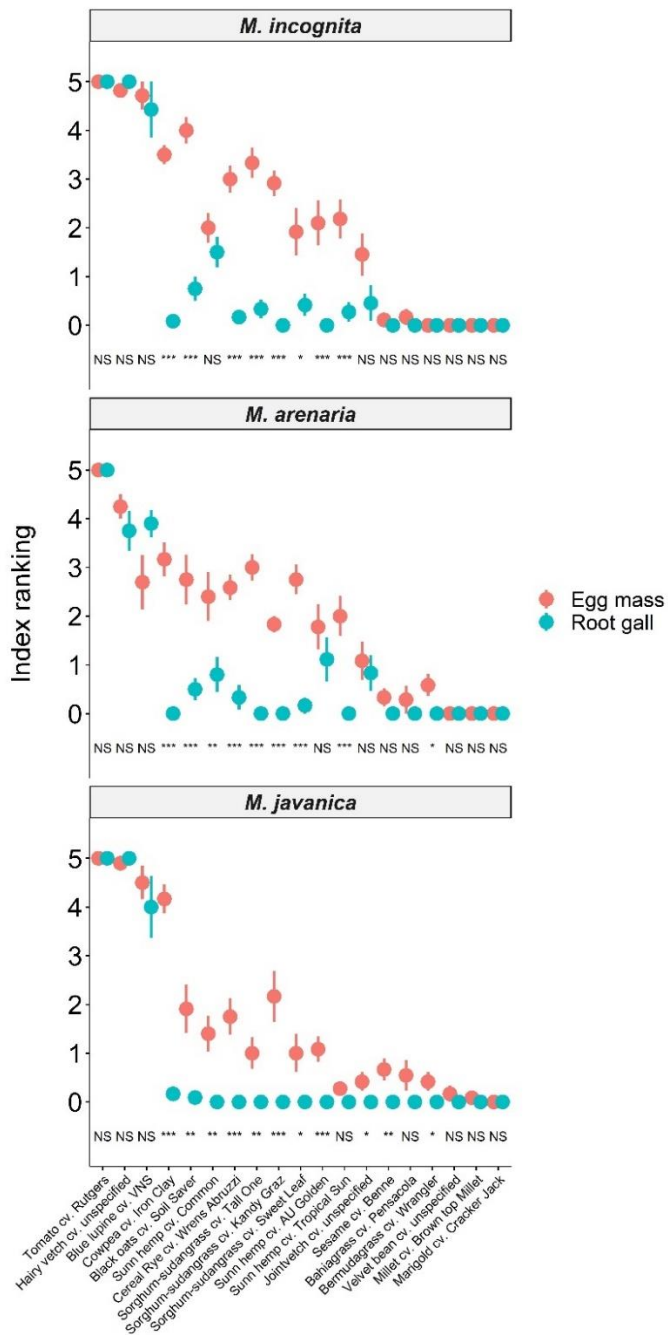 M. incognita
5
4
3
2
1
0
NS NS NS *** *** NS *** *** *** * *** *** NS NS NS NS NS NS NS
M. arenaria
5
4
3
2
1
0
NS NS NS *** *** ** *** *** *** *** NS *** NS NS NS * NS NS NS
M. javanica
5
4
3
2
1
0
NS NS NS *** ** ** *** ** *** * *** NS * ** NS * NS NS NS
Index ranking
Egg mass
Root gall
Tomato cv. Rutgers
Hairy vetch cv. unspecified
Blue lupine cv. VNS
Cowpea cv. Iron Clay
Black oats cv. Soil Saver
Sunn hemp cv. Common
Cereal Rye cv. Wrens Abruzzi
Sorghum-sudangrass cv. Tall One
Sorghum-sudangrass cv. Kandy Graz
Sorghum-sudangrass cv. Sweet Leaf
Sunn hemp cv. AU Golden
Sunn hemp cv. Tropical Sun
Jointvetch cv. unspecified
Sesame cv. Benne
Bahiagrass cv. Pensacola
Bermudagrass cv. Wrangler
Velvet bean cv. unspecified
Millet cv. Brown top Millet
Marigold cv. Cracker Jack